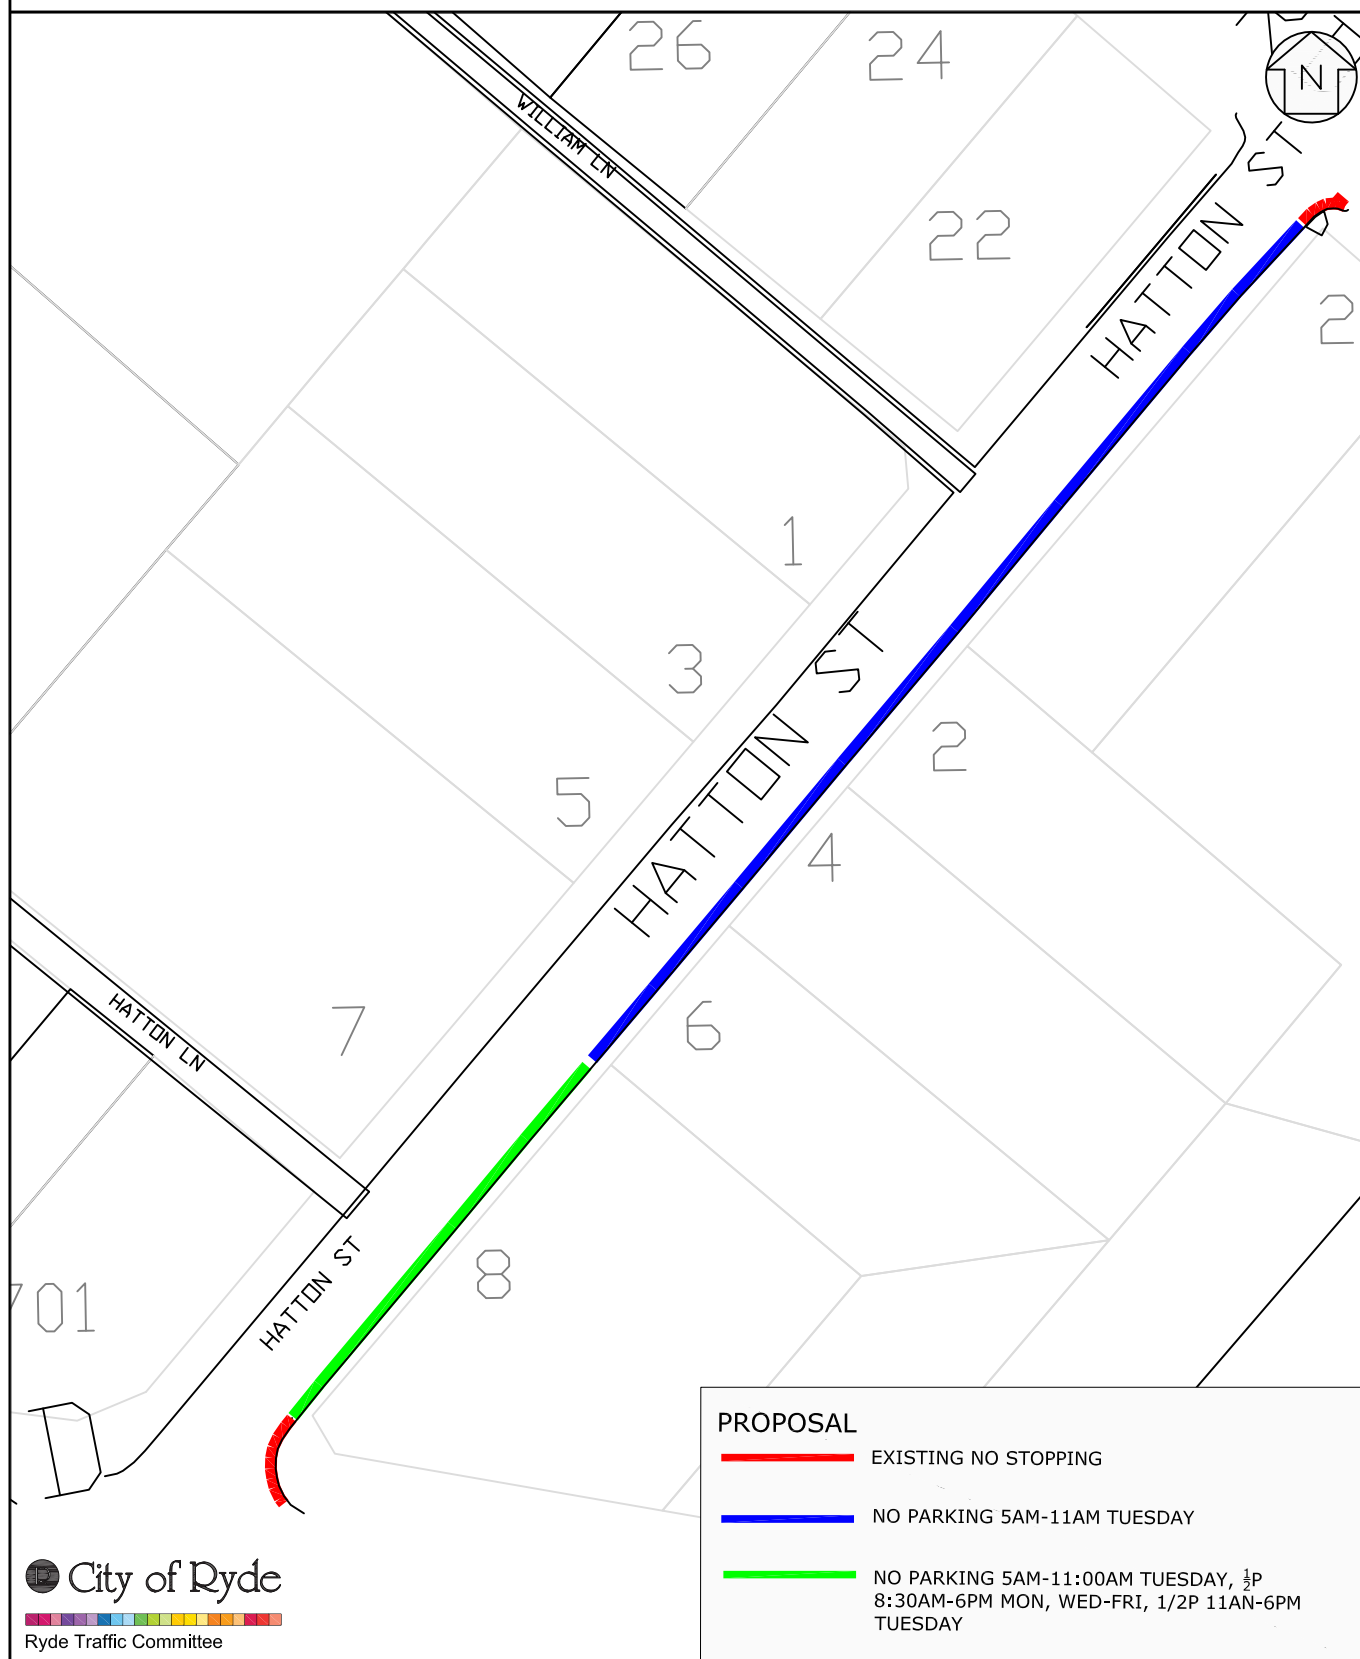 26
24
N
WILLIAM LN
HATTON ST
22
2
1
3
HATTON ST
2
5
4
7
6
HATTON LN
8
HATTON ST
701
PROPOSAL
EXISTING NO STOPPING
NO PARKING 5AM-11AM TUESDAY
NO PARKING 5AM-11:00AM TUESDAY, ½P
8:30AM-6PM MON, WED-FRI, 1/2P 11AN-6PM
TUESDAY
City of Ryde
Ryde Traffic Committee